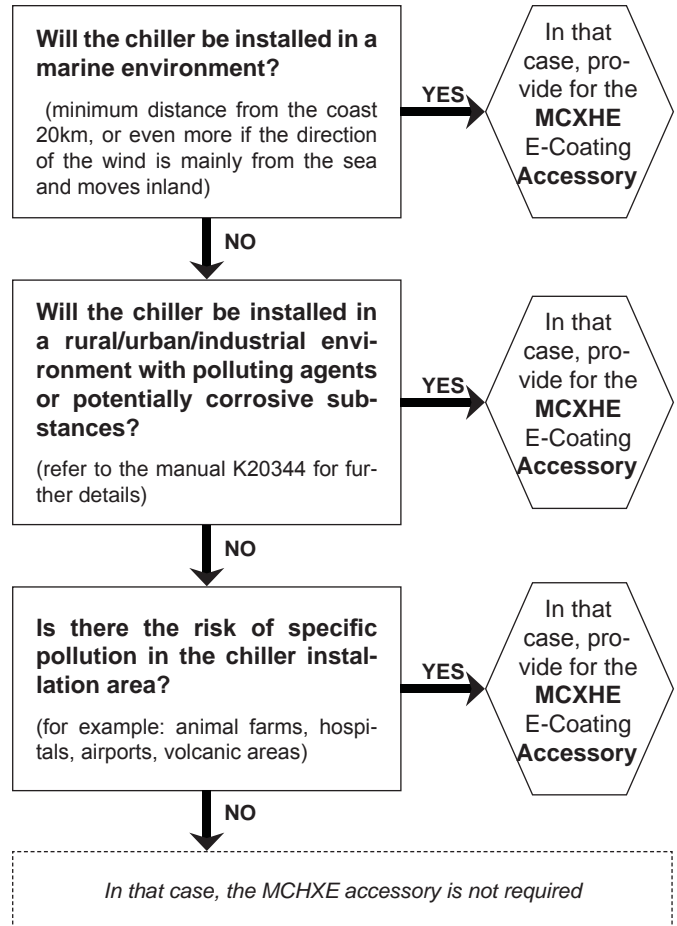 Will the chiller be installed in a
marine environment?
(minimum distance from the coast
20km, or even more if the direction
of the wind is mainly from the sea
and moves inland)
YES
In that
case, pro-
vide for the
MCXHE
E-Coating
Accessory
NO
Will the chiller be installed in
a rural/urban/industrial envi-
ronment with polluting agents
or potentially corrosive sub-
stances?
(refer to the manual K20344 for fur-
ther details)
YES
In that
case, pro-
vide for the
MCXHE
E-Coating
Accessory
NO
Is there the risk of specific
pollution in the chiller instal-
lation area?
(for example: animal farms, hospi-
tals, airports, volcanic areas)
YES
In that
case, pro-
vide for the
MCXHE
E-Coating
Accessory
NO
In that case, the MCHXE accessory is not required